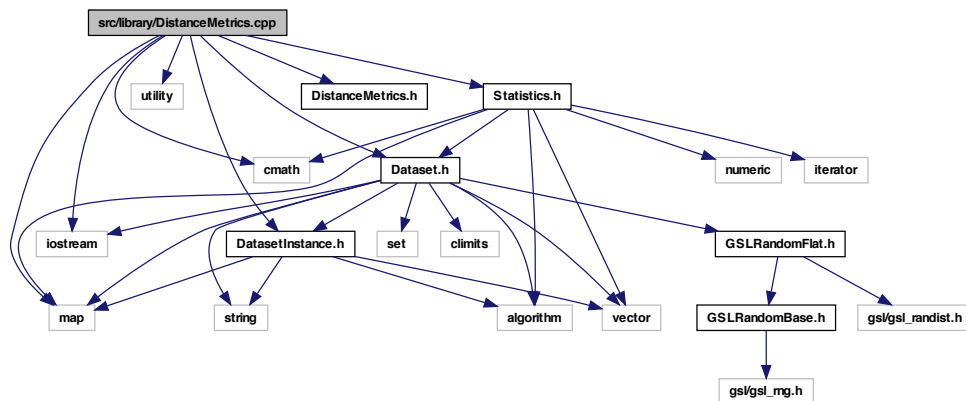 src/library/DistanceMetrics.cpp
utility
DistanceMetrics.h
Statistics.h
cmath
Dataset.h
numeric
iterator
iostream
DatasetInstance.h
set
climits
GSLRandomFlat.h
map
string
algorithm
vector
GSLRandomBase.h
gsl/gsl_randist.h
gsl/gsl_rng.h